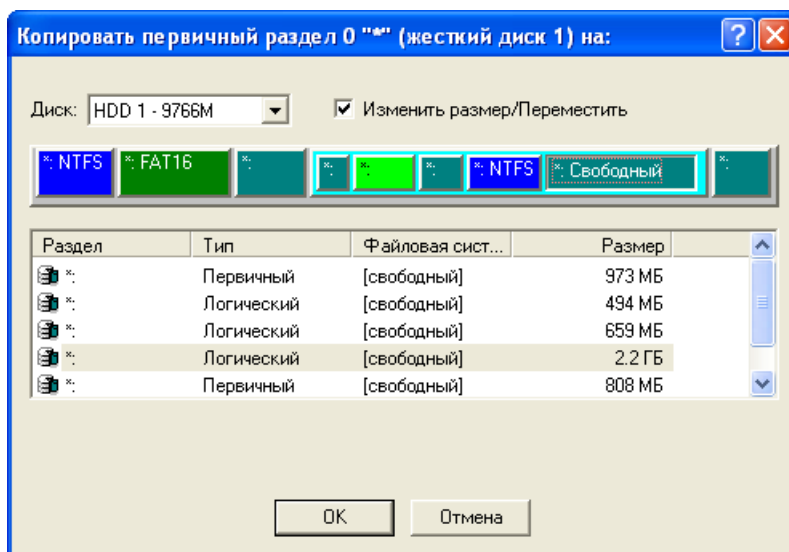 Копировать первичный раздел 0 "*" (жесткий диск 1) на:
Диск: HDD 1 - 9766M Изменить размер/Переместить
*: NTFS *: FAT16 *: *: *: *: *: NTFS *: Свободный *:
Раздел Тип Файловая сист... Размер
*: Первичный [свободный] 973 МБ
*: Логический [свободный] 494 МБ
*: Логический [свободный] 659 МБ
*: Логический [свободный] 2.2 ГБ
*: Первичный [свободный] 808 МБ
OK Отмена